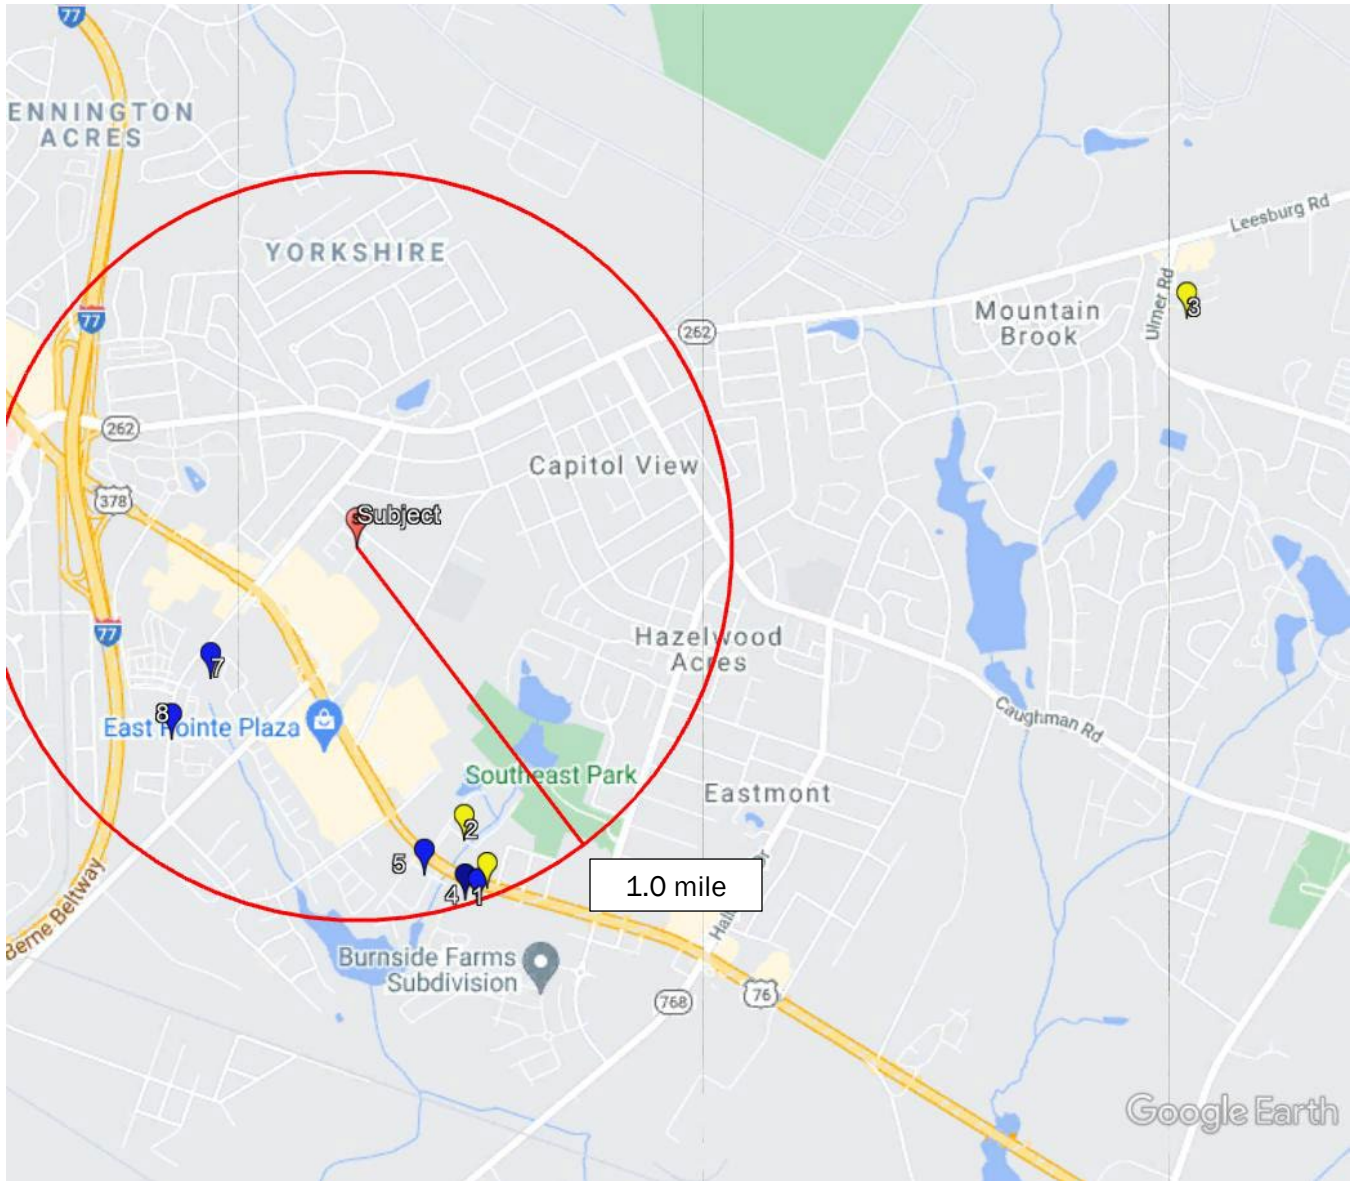 77
ENNINGTON
ACRES
YORKSHIRE
Leesburg Rd
Ulmer Rd
3
Mountain
Brook
77
262
262
Capitol View
378
Subject
77
Hazelwood
Acres
7
8
East Pointe Plaza
Caughman Rd
Southeast Park
Eastmont
2
5
4
1
1.0 mile
Berne Beltway
Burnside Farms
Subdivision
768
76
Google Earth